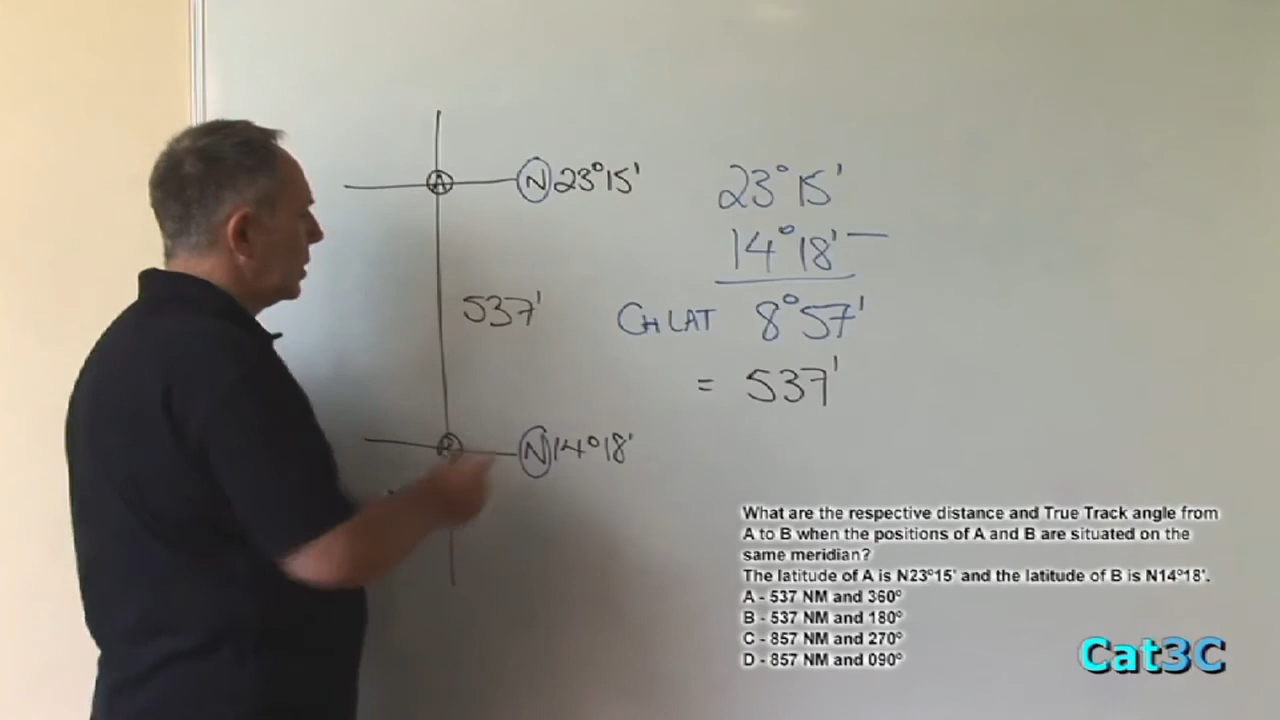 A
N 23°15'
23°15'
14°18' —
537'
CH LAT 8°57'
= 537'
B
N 14°18'
What are the respective distance and True Track angle from
A to B when the positions of A and B are situated on the
same meridian?
The latitude of A is N23°15' and the latitude of B is N14°18'.
A - 537 NM and 360°
B - 537 NM and 180°
C - 857 NM and 270°
D - 857 NM and 090°
Cat3C